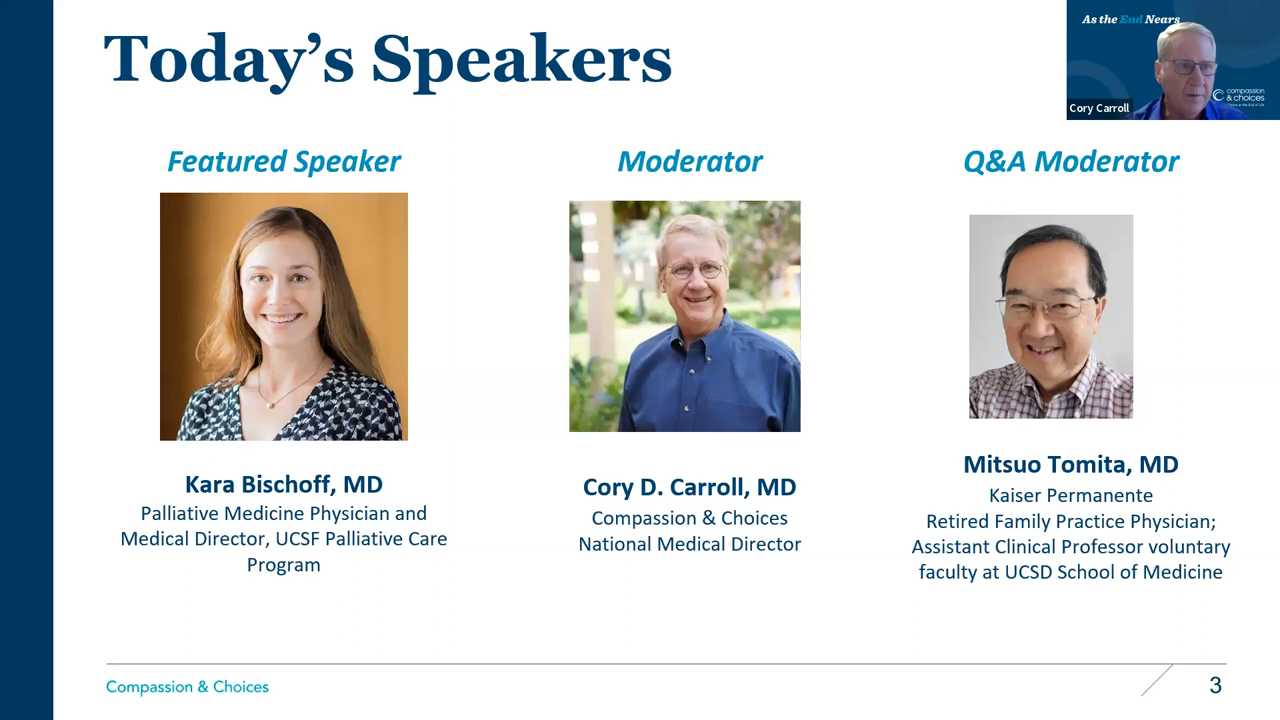 Today's Speakers
As the End Nears
compassion
& choices
Cory Carroll
Featured Speaker
Moderator
Q&A Moderator
Kara Bischoff, MD
Palliative Medicine Physician and
Medical Director, UCSF Palliative Care
Program
Cory D. Carroll, MD
Compassion & Choices
National Medical Director
Mitsuo Tomita, MD
Kaiser Permanente
Retired Family Practice Physician;
Assistant Clinical Professor voluntary
faculty at UCSD School of Medicine
Compassion & Choices
3